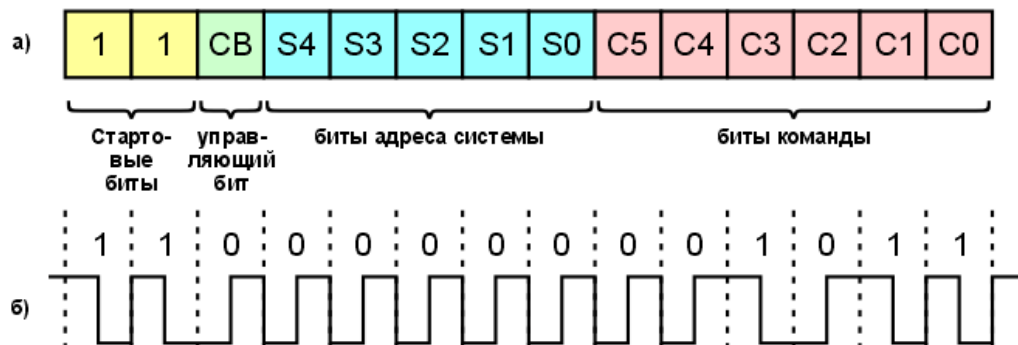 а) 1 1 CB S4 S3 S2 S1 S0 C5 C4 C3 C2 C1 C0
Старто-
вые
биты
управ-
ляющий
бит
биты адреса системы
биты команды
1 1 0 0 0 0 0 0 0 0 1 0 1 1
б)